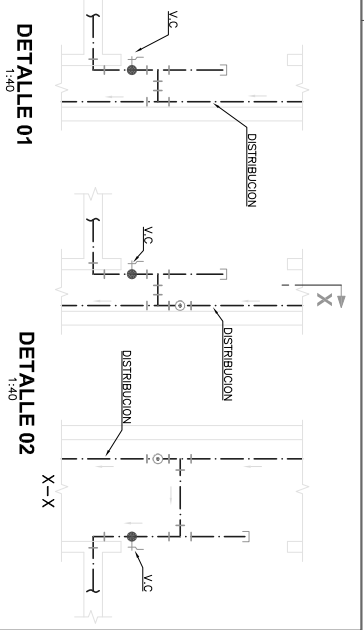 V.C
DISTRIBUCION
DETALLE 01
1:40
V.C
DISTRIBUCION
X
DETALLE 02
1:40
DISTRIBUCION
V.C
X-X